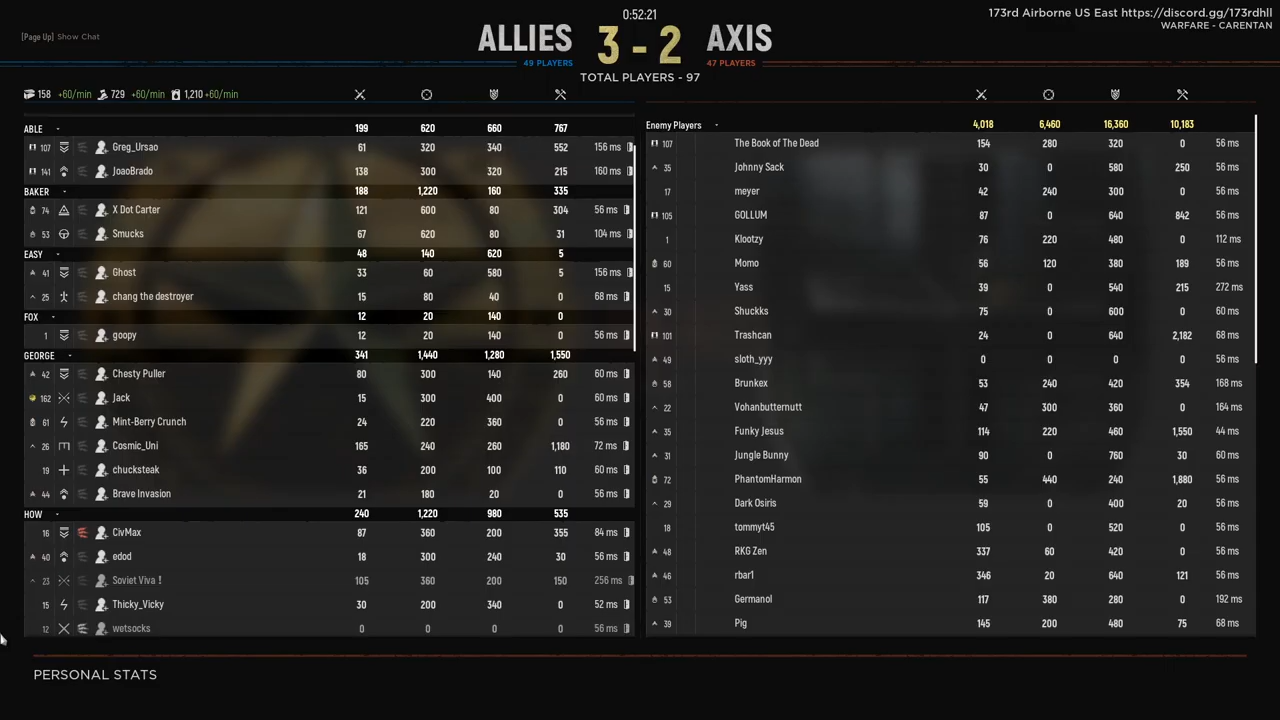 0:52:21
173rd Airborne US East https://discord.gg/173rdhll
WARFARE - CARENTAN
[Page Up] Show Chat
ALLIES 3 - 2 AXIS
49 PLAYERS 47 PLAYERS
TOTAL PLAYERS - 97
158 +60/min 729 +60/min 1,210 +60/min
ABLE - 199 620 660 767
107 Greg_Ursao 61 320 340 552 156 ms
141 JoaoBrado 138 300 320 215 160 ms
BAKER - 188 1,220 160 335
74 X Dot Carter 121 600 80 304 56 ms
53 Smucks 67 620 80 31 104 ms
EASY - 48 140 620 5
41 Ghost 33 60 580 5 156 ms
25 chang the destroyer 15 80 40 0 68 ms
FOX - 12 20 140 0
1 goopy 12 20 140 0 56 ms
GEORGE - 341 1,440 1,280 1,550
42 Chesty Puller 80 300 140 260 60 ms
162 Jack 15 300 400 0 60 ms
61 Mint-Berry Crunch 24 220 360 0 56 ms
26 Cosmic_Uni 165 240 260 1,180 72 ms
19 chucksteak 36 200 100 110 60 ms
44 Brave Invasion 21 180 20 0 56 ms
HOW - 240 1,220 980 535
16 CivMax 87 360 200 355 84 ms
40 edod 18 300 240 30 56 ms
23 Soviet Viva ! 105 360 200 150 256 ms
15 Thicky_Vicky 30 200 340 0 52 ms
12 wetsocks 0 0 0 0 56 ms
Enemy Players - 4,018 6,460 16,360 10,183
107 The Book of The Dead 154 280 320 0 56 ms
35 Johnny Sack 30 0 580 250 56 ms
17 meyer 42 240 300 0 56 ms
105 GOLLUM 87 0 640 842 56 ms
1 Klootzy 76 220 480 0 112 ms
60 Momo 56 120 380 189 56 ms
15 Yass 39 0 540 215 272 ms
30 Shuckks 75 0 600 0 60 ms
101 Trashcan 24 0 640 2,182 68 ms
49 sloth_yyy 0 0 0 0 56 ms
58 Brunkex 53 240 420 354 168 ms
22 Vohanbutternutt 47 300 360 0 164 ms
35 Funky Jesus 114 220 460 1,550 44 ms
31 Jungle Bunny 90 0 760 30 60 ms
72 PhantomHarmon 55 440 240 1,880 56 ms
29 Dark Osiris 59 0 400 20 56 ms
18 tommyt45 105 0 520 0 56 ms
48 RKG Zen 337 60 420 0 56 ms
46 rbar1 346 20 640 121 56 ms
53 Germanol 117 380 280 0 192 ms
39 Pig 145 200 480 75 68 ms
PERSONAL STATS